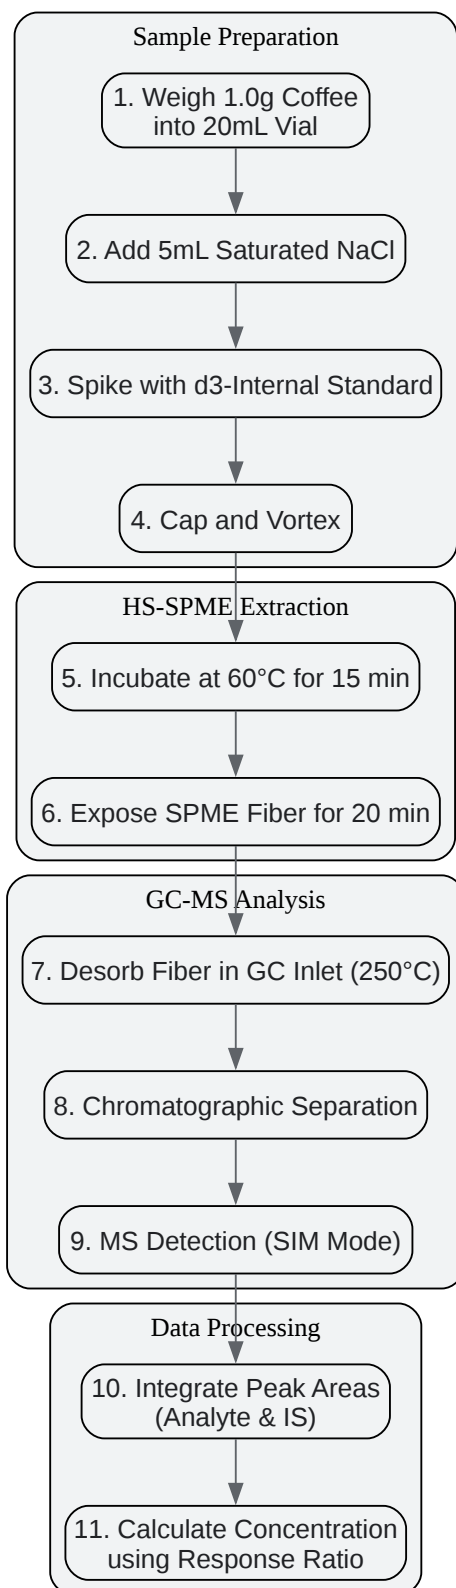 Sample Preparation
1. Weigh 1.0g Coffee
into 20mL Vial
2. Add 5mL Saturated NaCl
3. Spike with d3-Internal Standard
4. Cap and Vortex
HS-SPME Extraction
5. Incubate at 60°C for 15 min
6. Expose SPME Fiber for 20 min
GC-MS Analysis
7. Desorb Fiber in GC Inlet (250°C)
8. Chromatographic Separation
9. MS Detection (SIM Mode)
Data Processing
10. Integrate Peak Areas
(Analyte & IS)
11. Calculate Concentration
using Response Ratio